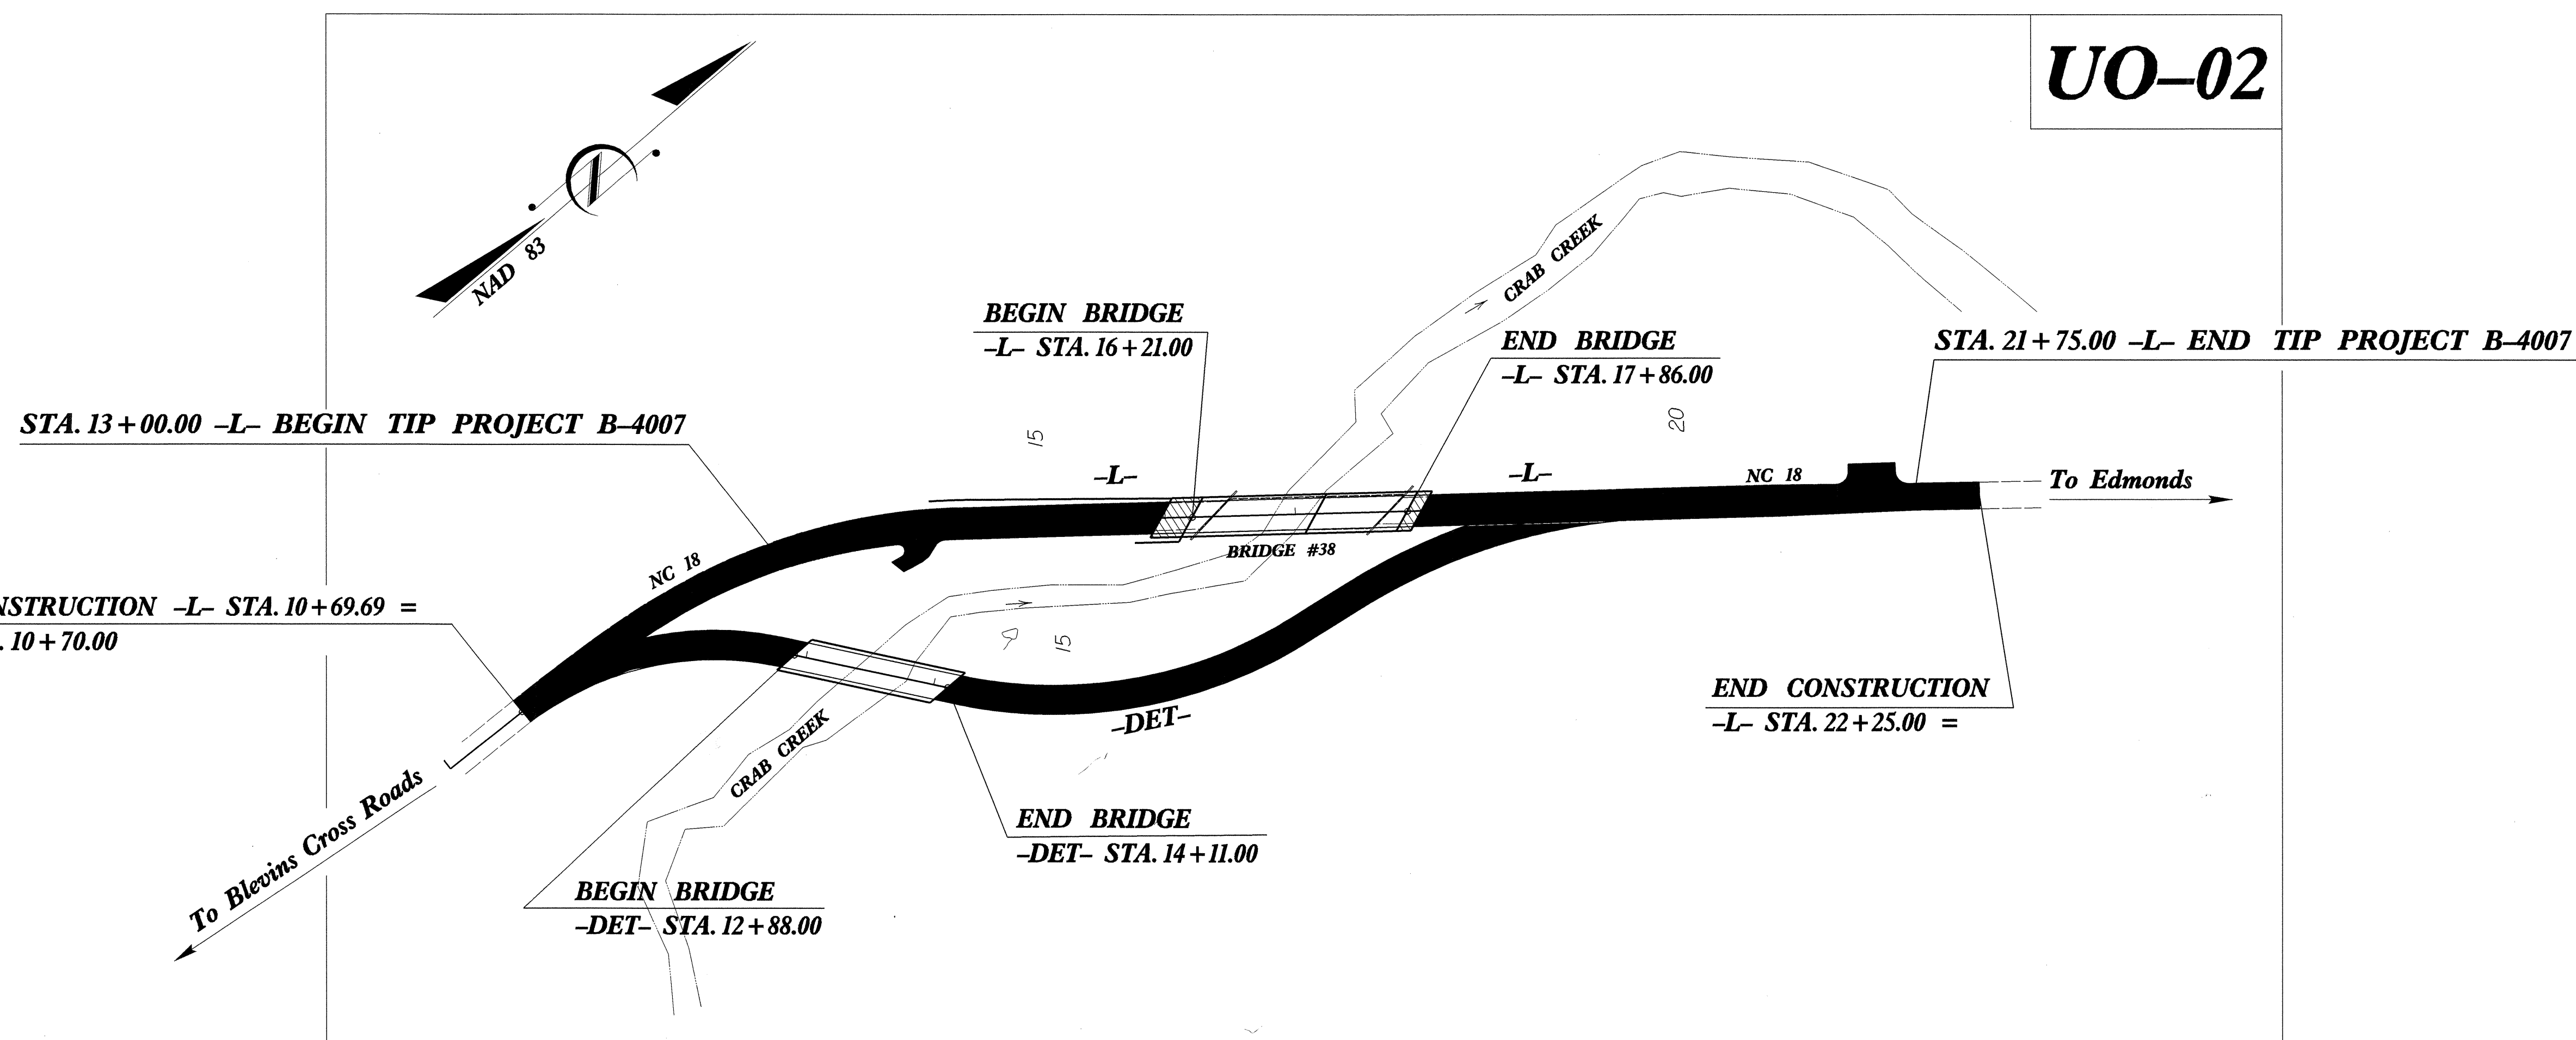 UO–02
NAD 83
CRAB CREEK
BEGIN BRIDGE
–L– STA. 16+21.00
END BRIDGE
–L– STA. 17+86.00
STA. 21+75.00 –L– END TIP PROJECT B–4007
STA. 13+00.00 –L– BEGIN TIP PROJECT B–4007
15
20
–L–
–L–
NC 18
To Edmonds
BRIDGE #38
NC 18
NSTRUCTION –L– STA. 10+69.69 =
. 10+70.00
15
END CONSTRUCTION
–L– STA. 22+25.00 =
–DET–
CRAB CREEK
To Blevins Cross Roads
END BRIDGE
–DET– STA. 14+11.00
BEGIN BRIDGE
–DET– STA. 12+88.00